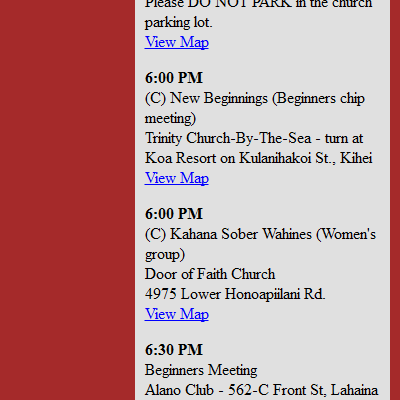 Please DO NOT PARK in the church
parking lot.
View Map
6:00 PM
(C) New Beginnings (Beginners chip
meeting)
Trinity Church-By-The-Sea - turn at
Koa Resort on Kulanihakoi St., Kihei
View Map
6:00 PM
(C) Kahana Sober Wahines (Women's
group)
Door of Faith Church
4975 Lower Honoapiilani Rd.
View Map
6:30 PM
Beginners Meeting
Alano Club - 562-C Front St, Lahaina